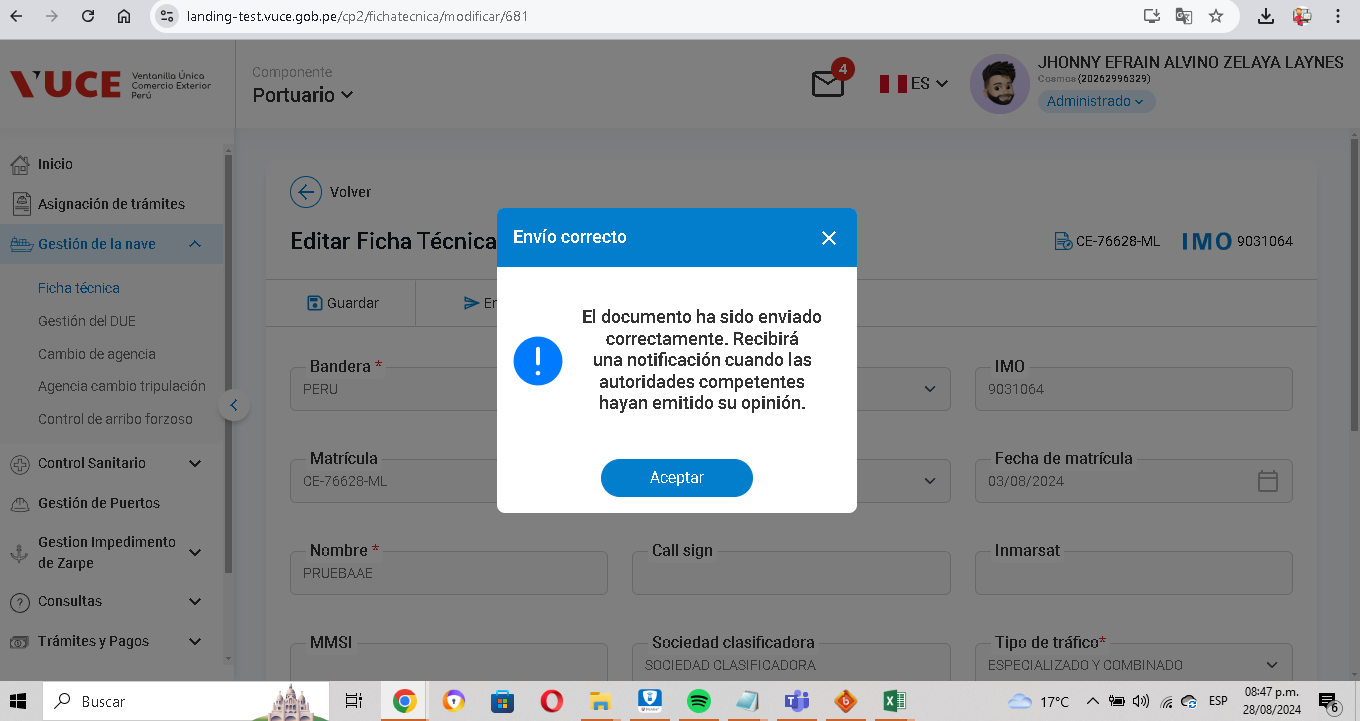 landing-test.vuce.gob.pe/cp2/fichatecnica/modificar/681
VUCE
Ventanilla Única
Comercio Exterior
Perú
Componente
Portuario
4
ES
JHONNY EFRAIN ALVINO ZELAYA LAYNES
Cosmos (20262996329)
Administrado
Inicio
Asignación de trámites
Gestión de la nave
Ficha técnica
Gestión del DUE
Cambio de agencia
Agencia cambio tripulación
Control de arribo forzoso
Control Sanitario
Gestión de Puertos
Gestion Impedimento
de Zarpe
Consultas
Trámites y Pagos
Volver
Editar Ficha Técnica
CE-76628-ML
IMO 9031064
Guardar
En
Envío correcto
El documento ha sido enviado
correctamente. Recibirá
una notificación cuando las
autoridades competentes
hayan emitido su opinión.
Aceptar
Bandera *
PERU
IMO
9031064
Matrícula
CE-76628-ML
Fecha de matrícula
03/08/2024
Nombre *
PRUEBAAE
Call sign
Inmarsat
MMSI
Sociedad clasificadora
SOCIEDAD CLASIFICADORA
Tipo de tráfico*
ESPECIALIZADO Y COMBINADO
Buscar
17°C
ESP
08:47 p.m.
28/08/2024
6